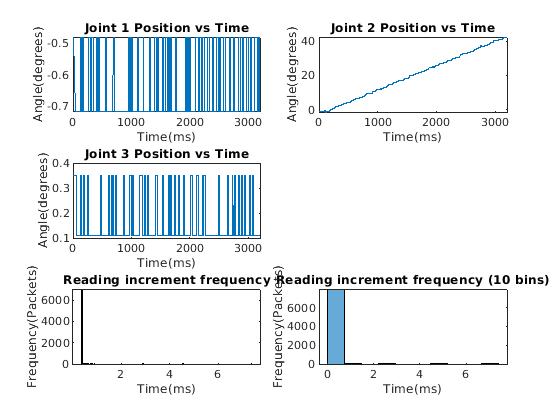 Joint 1 Position vs Time
Angle(degrees)
-0.5
-0.6
-0.7
0 1000 2000 3000
Time(ms)
Joint 2 Position vs Time
Angle(degrees)
40
20
0
0 1000 2000 3000
Time(ms)
Joint 3 Position vs Time
Angle(degrees)
0.4
0.3
0.2
0.1
0 1000 2000 3000
Time(ms)
Reading increment frequency
Frequency(Packets)
6000
4000
2000
0
2 4 6
Time(ms)
Reading increment frequency (10 bins)
Frequency(Packets)
6000
4000
2000
0
0 2 4 6
Time(ms)